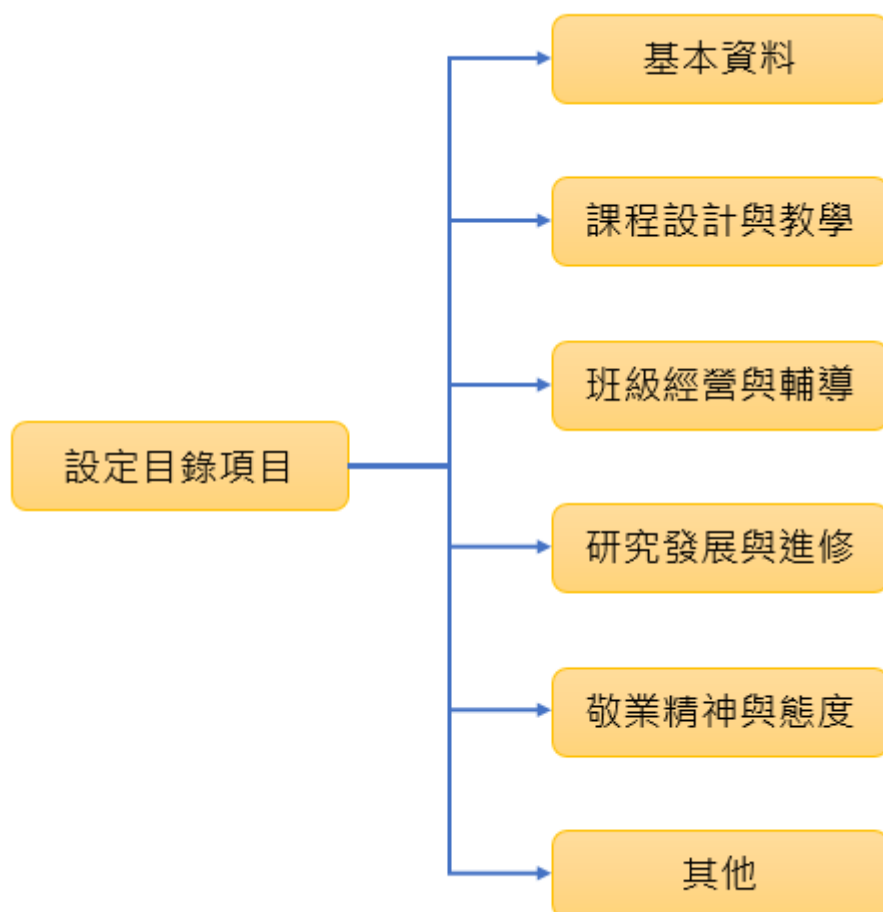 設定目錄項目
基本資料
課程設計與教學
班級經營與輔導
研究發展與進修
敬業精神與態度
其他